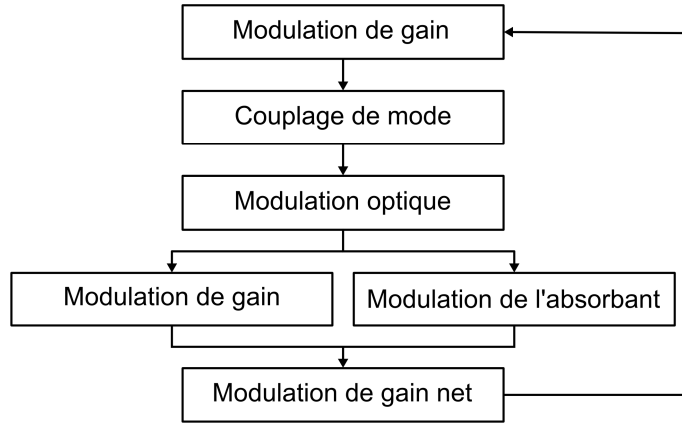 Modulation de gain
Couplage de mode
Modulation optique
Modulation de gain
Modulation de l'absorbant
Modulation de gain net